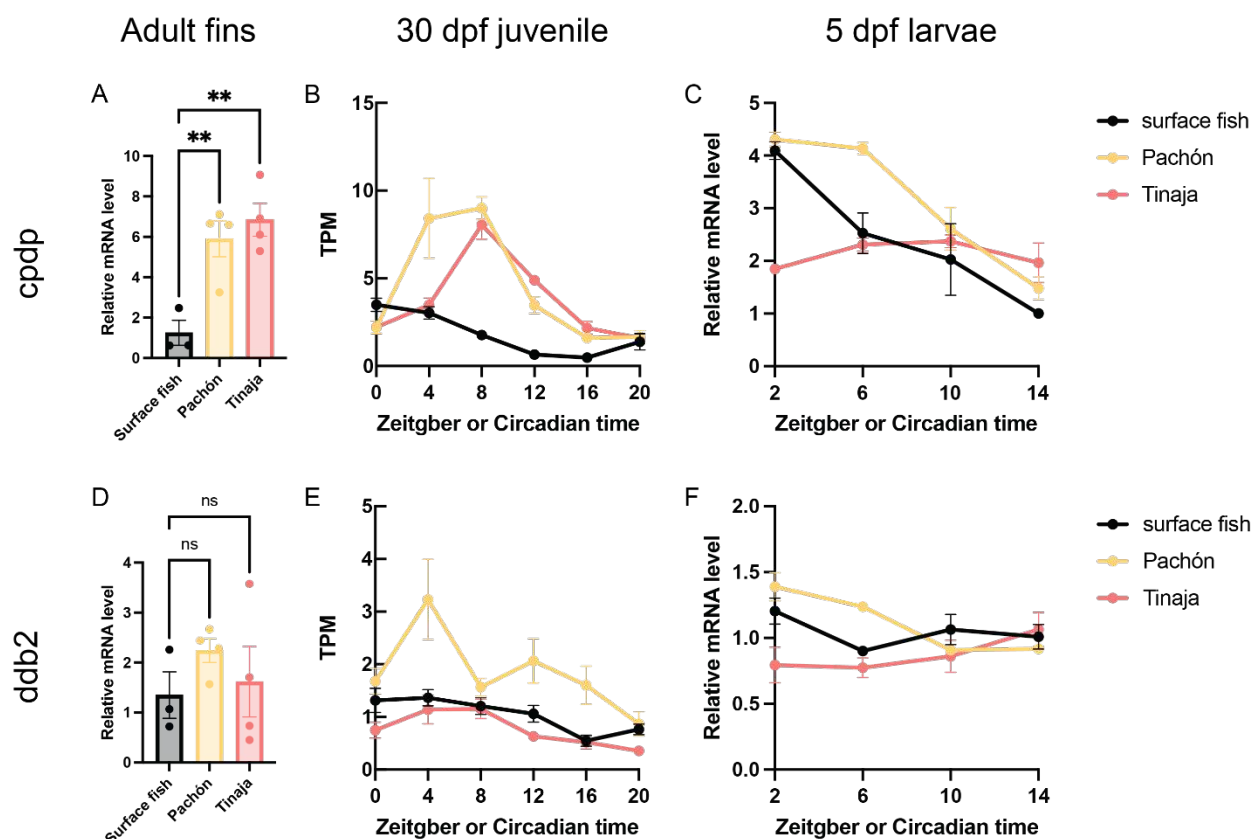 Adult fins
30 dpf juvenile
5 dpf larvae
cpdp
A
**
**
Relative mRNA level
10
8
6
4
2
0
Surface fish
Pachón
Tinaja
B
TPM
15
10
5
0
0 4 8 12 16 20
Zeitgber or Circadian time
C
Relative mRNA level
5
4
3
2
1
0
2 6 10 14
Zeitgber or Circadian time
surface fish
Pachón
Tinaja
ddb2
D
ns
ns
Relative mRNA level
4
3
2
1
0
Surface fish
Pachón
Tinaja
E
TPM
5
4
3
2
1
0
0 4 8 12 16 20
Zeitgber or Circadian time
F
Relative mRNA level
2.0
1.5
1.0
0.5
0.0
2 6 10 14
Zeitgber or Circadian time
surface fish
Pachón
Tinaja